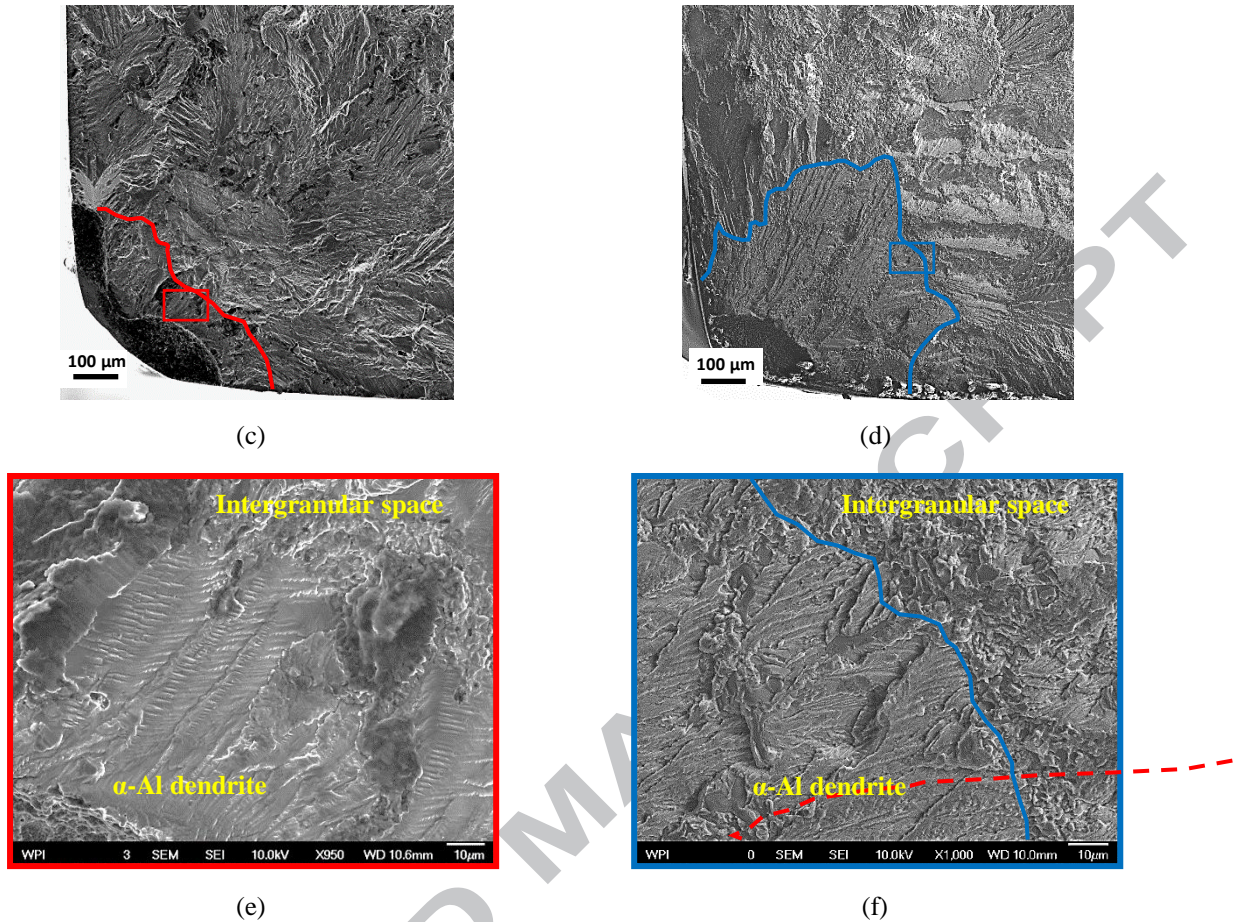 100 µm
100 µm
(c)
(d)
Intergranular space
α-Al dendrite
WPI 3 SEM SEI 10.0kV X950 WD 10.6mm 10µm
Intergranular space
α-Al dendrite
WPI 0 SEM SEI 10.0kV X1,000 WD 10.0mm 10µm
(e)
(f)